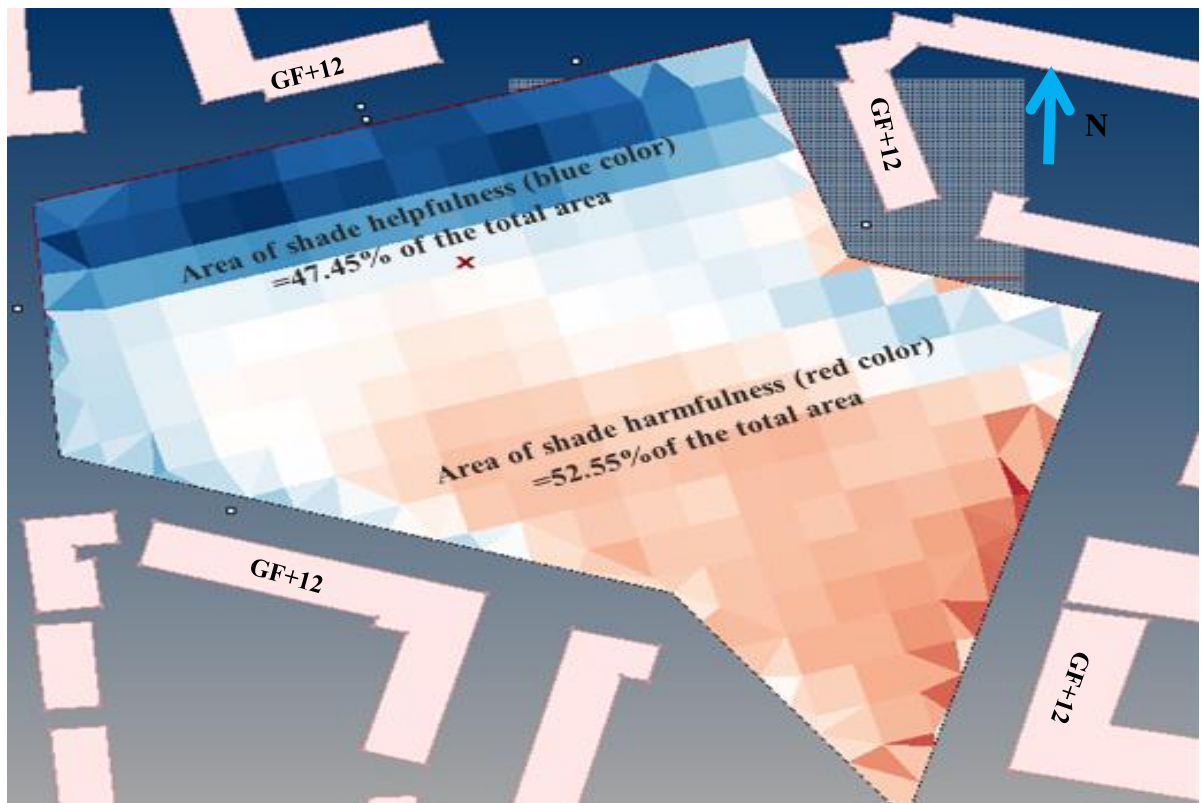 GF+12
GF+12
N
Area of shade helpfulness (blue color)
=47.45% of the total area
Area of shade harmfulness (red color)
=52.55%of the total area
GF+12
GF+12